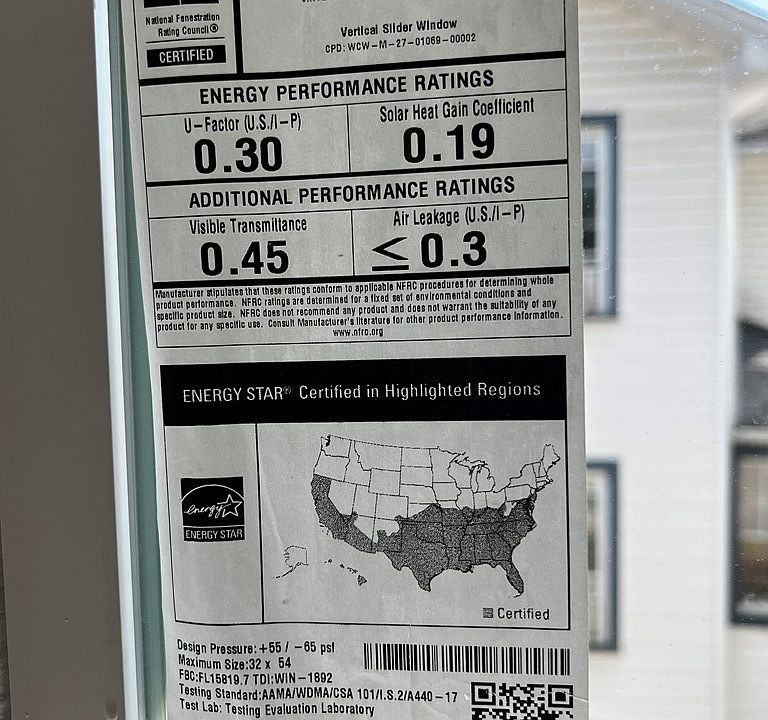 National Fenestration
Rating Council®
CERTIFIED
Vertical Slider Window
CPD: WCW-M-27-01069-00002
ENERGY PERFORMANCE RATINGS
U-Factor (U.S./I-P)
Solar Heat Gain Coefficient
0.30
0.19
ADDITIONAL PERFORMANCE RATINGS
Visible Transmittance
Air Leakage (U.S./I-P)
0.45
≤ 0.3
Manufacturer stipulates that these ratings conform to applicable NFRC procedures for determining whole
product performance. NFRC ratings are determined for a fixed set of environmental conditions and
specific product size. NFRC does not recommend any product and does not warrant the suitability of any
product for any specific use. Consult Manufacturer's literature for other product performance information.
www.nfrc.org
ENERGY STAR® Certified in Highlighted Regions
energy
ENERGY STAR
Certified
Design Pressure: +55 / -65 psf
Maximum Size:32 x 54
FBC:FL15819.7 TDI:WIN-1892
Testing Standard:AAMA/WDMA/CSA 101/I.S.2/A440-17
Test Lab: Testing Evaluation Laboratory